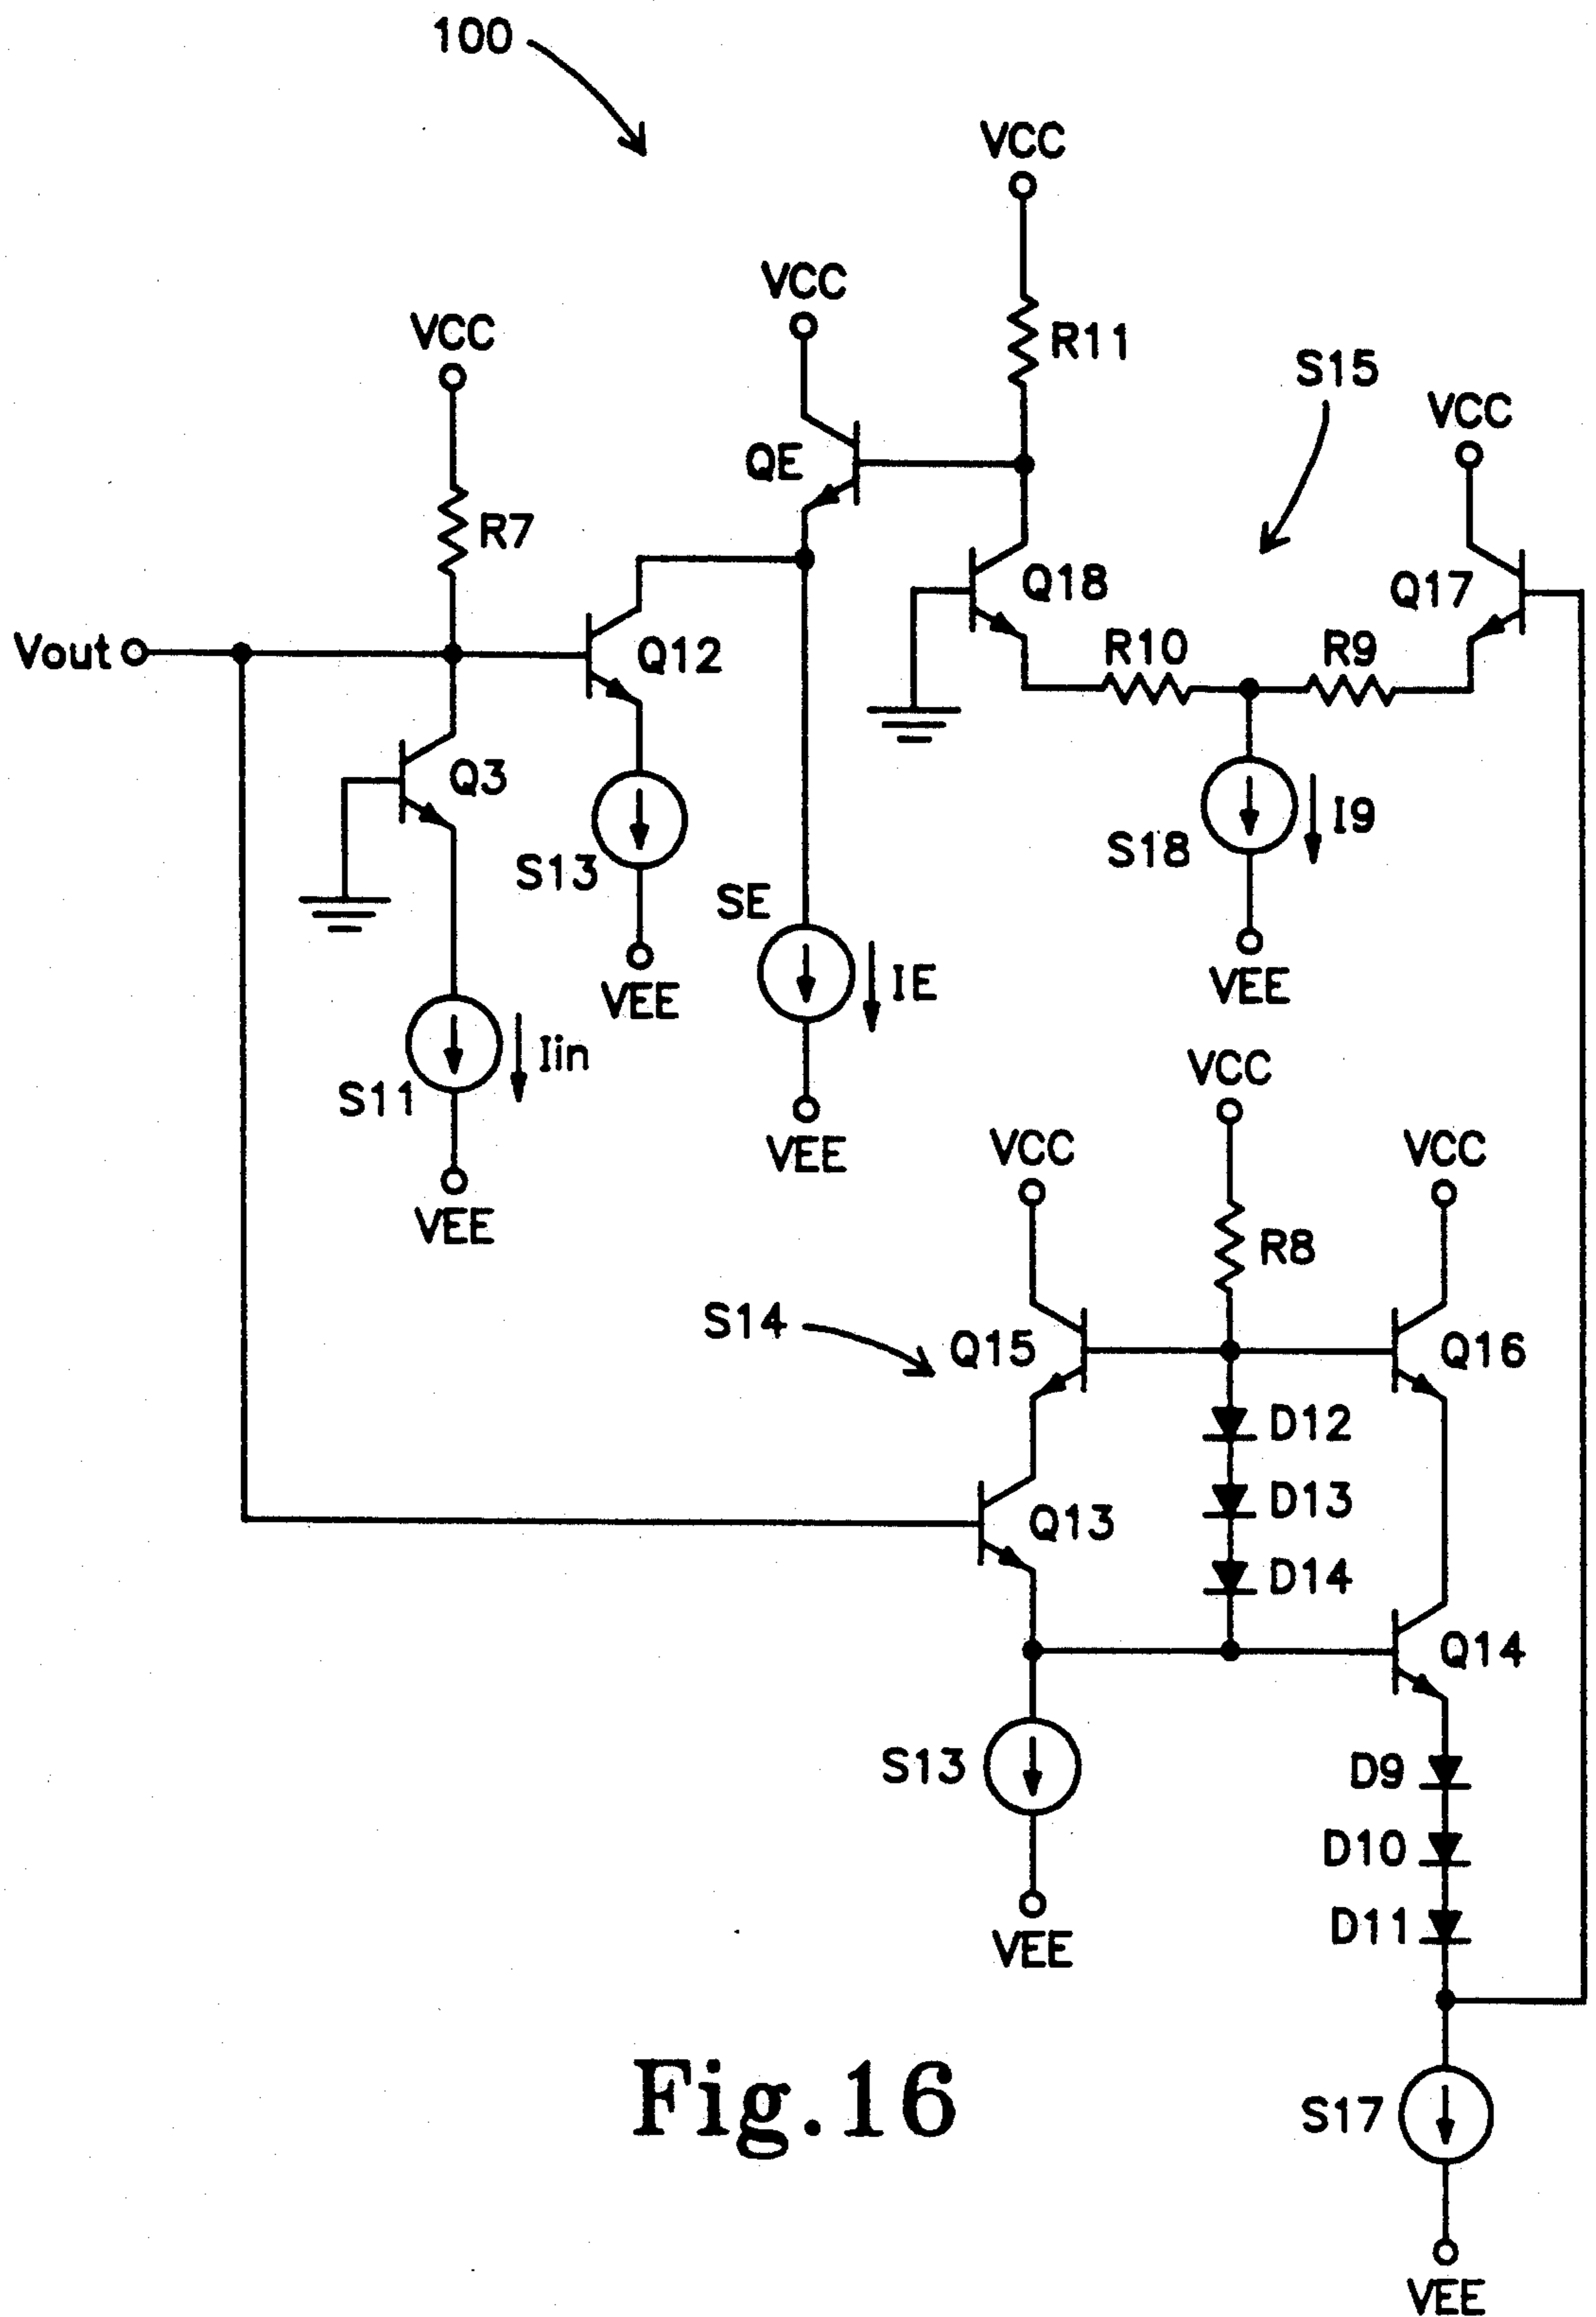 100
VCC
VCC
R11
VCC
S15
VCC
QE
R7
Q18
Q17
Vout
Q12
R10
R9
Q3
S13
SE
S18
I9
VEE
IE
VEE
S11
Iin
VCC
VEE
VCC
VCC
VEE
R8
S14
Q15
Q16
D12
D13
Q13
D14
Q14
S13
D9
D10
D11
VEE
Fig.16
S17
VEE